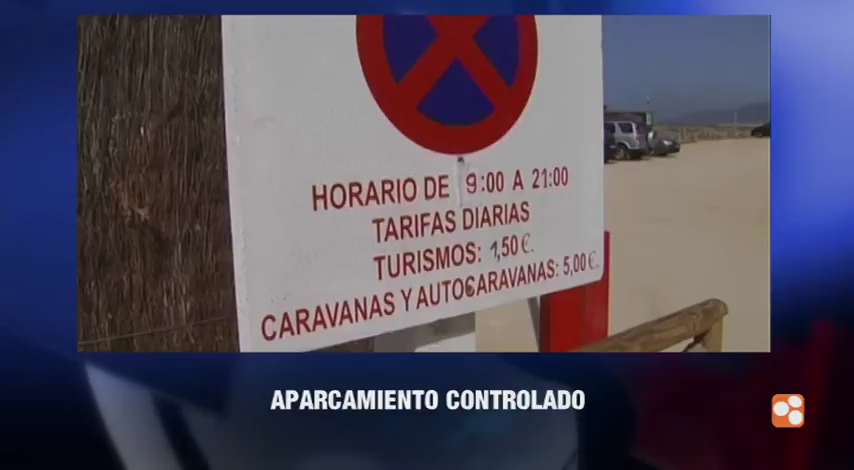 HORARIO DE 9:00 A 21:00
TARIFAS DIARIAS
TURISMOS: 1,50€.
CARAVANAS Y AUTOCARAVANAS: 5,00€.
APARCAMIENTO CONTROLADO